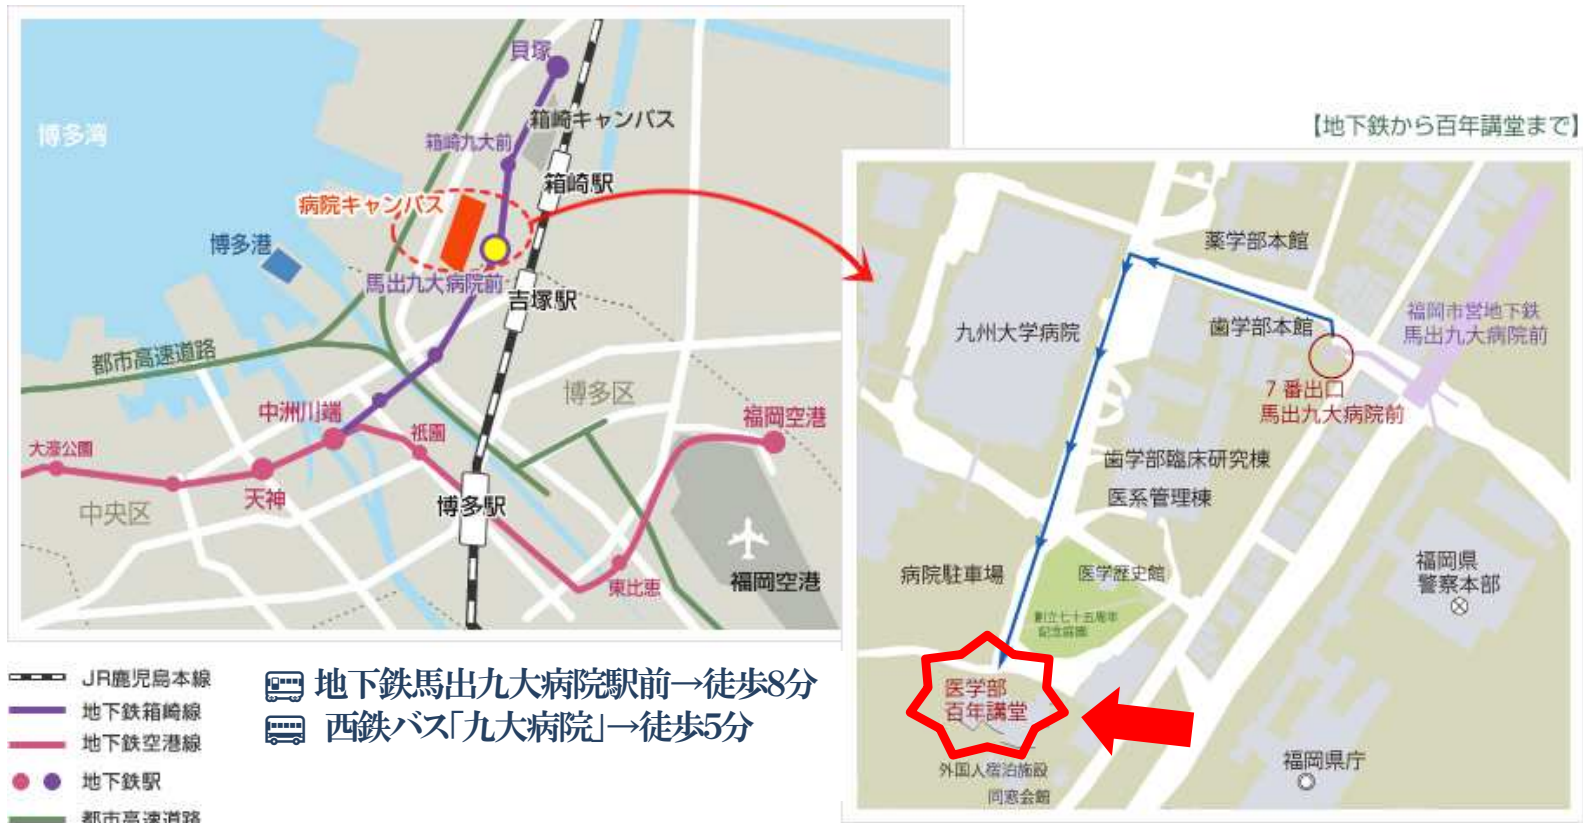 貝塚
箱崎キャンパス
博多湾
箱崎九大前
箱崎駅
病院キャンパス
博多港
馬出九大病院前
吉塚駅
都市高速道路
博多区
中洲川端
祇園
福岡空港
大濠公園
天神
博多駅
中央区
東比恵
福岡空港
JR鹿児島本線
地下鉄箱崎線
地下鉄空港線
地下鉄駅
都市高速道路
地下鉄馬出九大病院駅前→徒歩8分
西鉄バス｢九大病院｣→徒歩5分
【地下鉄から百年講堂まで】
薬学部本館
福岡市営地下鉄
馬出九大病院前
九州大学病院
歯学部本館
7番出口
馬出九大病院前
歯学部臨床研究棟
医系管理棟
病院駐車場
医学歴史館
福岡県
警察本部
創立七十五周年
記念庭園
医学部
百年講堂
外国人宿泊施設
同窓会館
福岡県庁